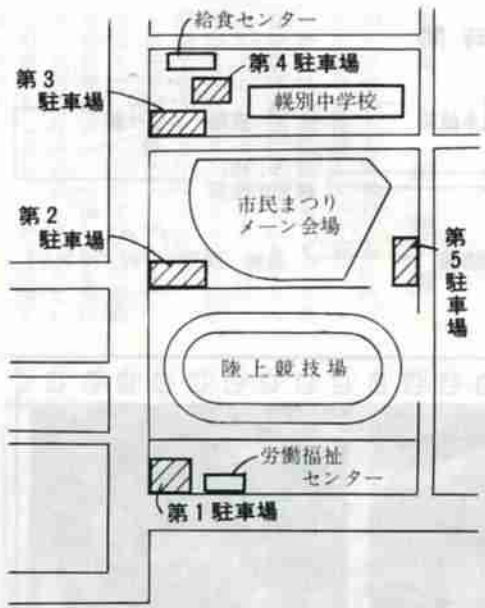 給食センター
第4駐車場
第3
駐車場
幌別中学校
市民まつり
メーン会場
第2
駐車場
第5駐車場
陸上競技場
労働福祉
センター
第1駐車場